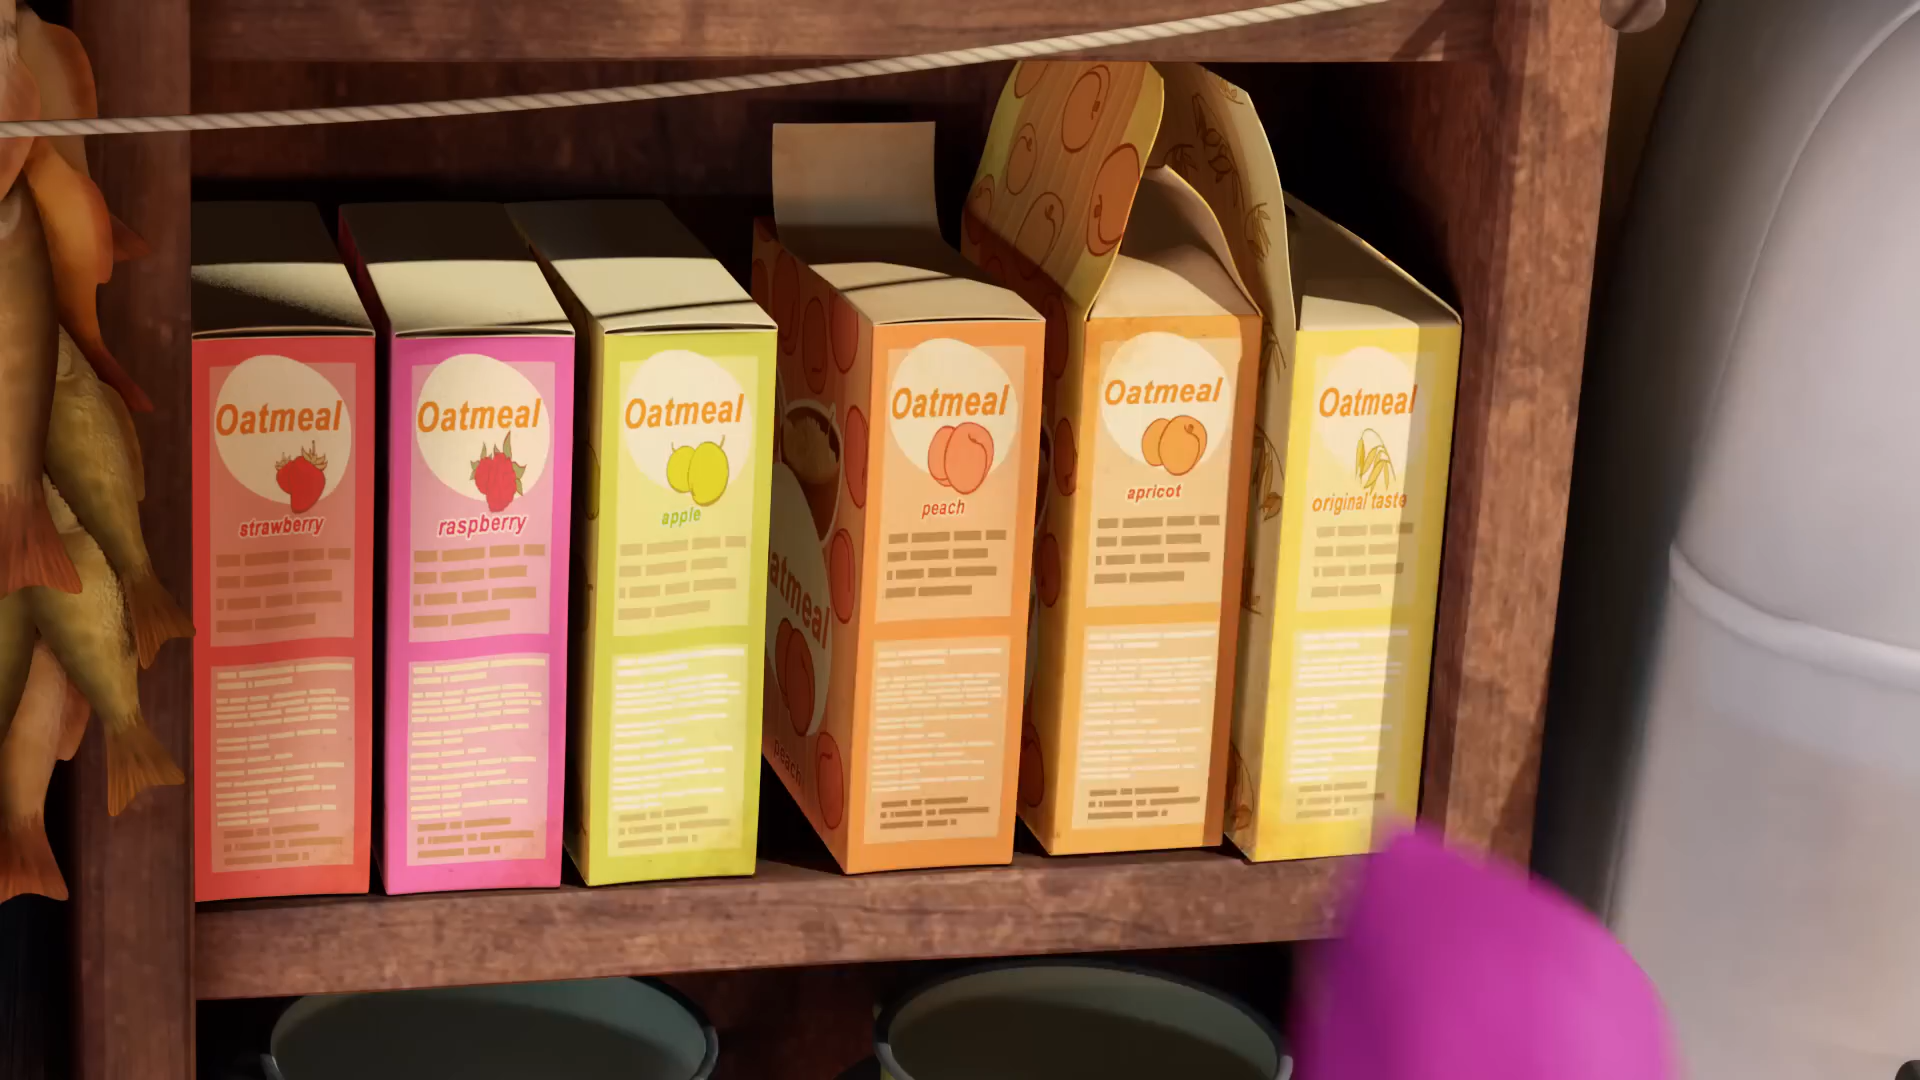 Oatmeal
strawberry
Oatmeal
raspberry
Oatmeal
apple
Oatmeal
peach
atmeal
peach
Oatmeal
apricot
Oatmeal
original taste